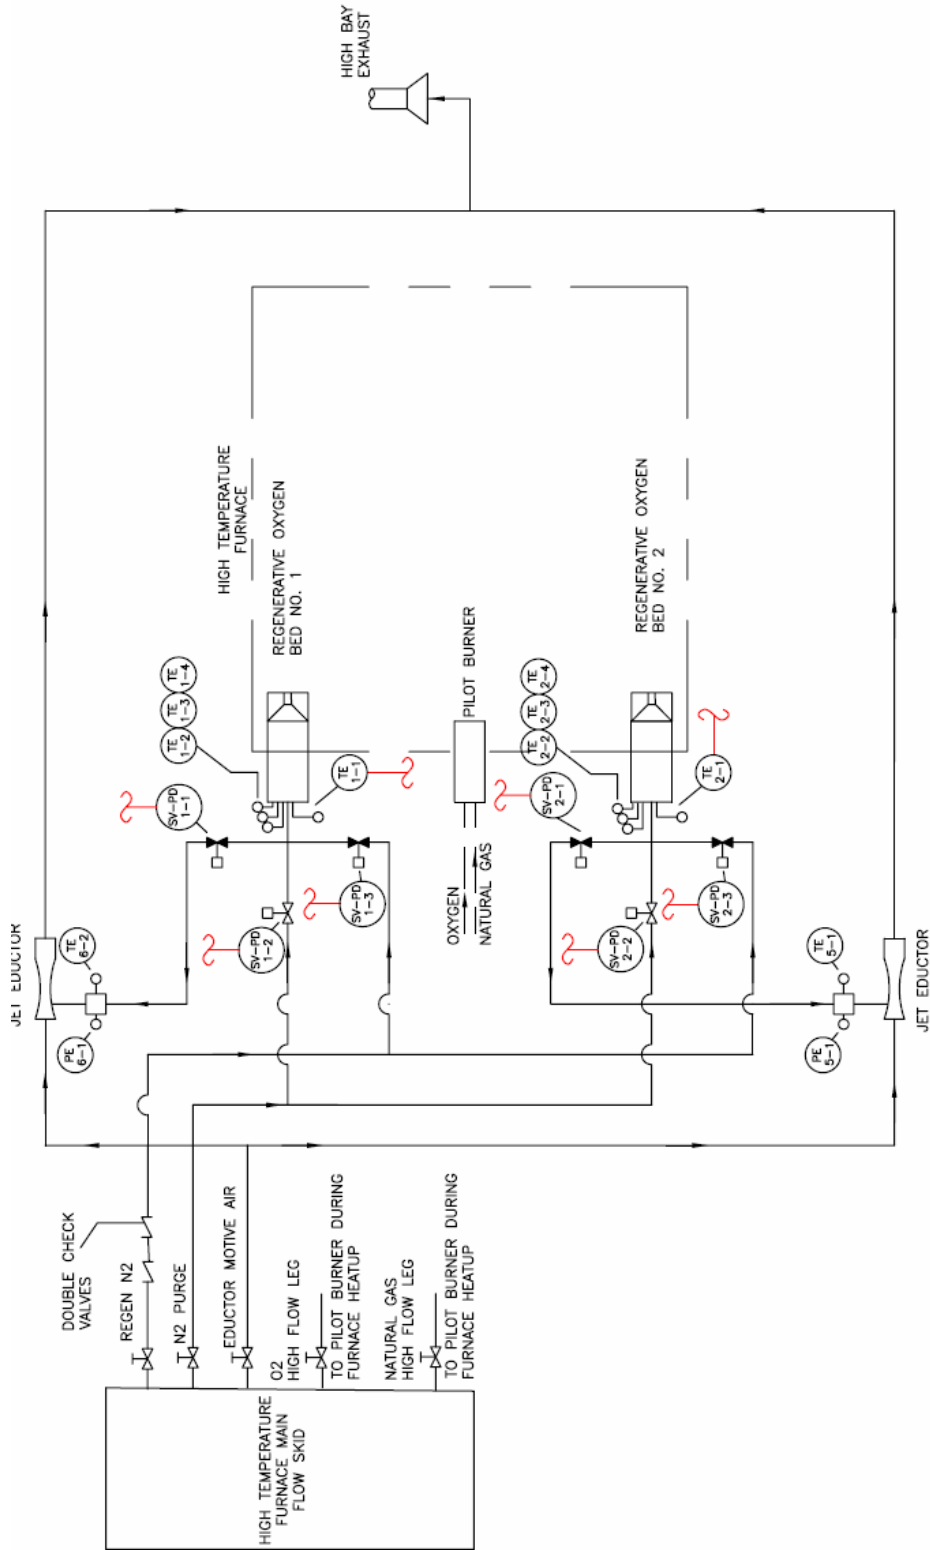 HIGH BAY
EXHAUST
HIGH TEMPERATURE
FURNACE
REGENERATIVE OXYGEN
BED NO. 1
REGENERATIVE OXYGEN
BED NO. 2
PILOT BURNER
TE
1-2
TE
1-3
TE
1-4
SV-PD
1-1
TE
1-1
SV-PD
1-2
SV-PD
1-3
TE
2-2
TE
2-3
TE
2-4
SV-PD
2-1
TE
2-1
SV-PD
2-2
SV-PD
2-3
OXYGEN
NATURAL GAS
JET EDUCTOR
TE
6-2
PE
6-1
TE
5-1
PE
5-1
JET EDUCTOR
DOUBLE CHECK
VALVES
REGEN N2
N2 PURGE
EDUCTOR MOTIVE AIR
O2
HIGH FLOW LEG
TO PILOT BURNER DURING
FURNACE HEATUP
NATURAL GAS
HIGH FLOW LEG
TO PILOT BURNER DURING
FURNACE HEATUP
HIGH TEMPERATURE
FURNACE MAIN
FLOW SKID